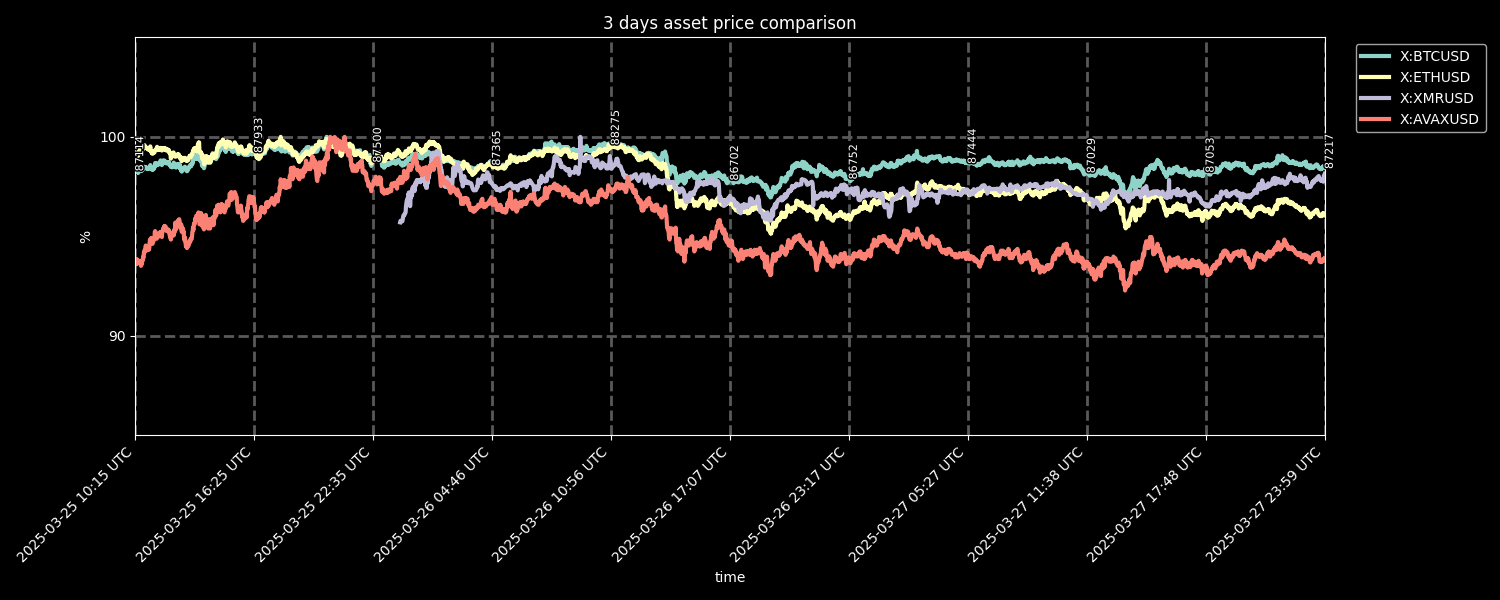 3 days asset price comparison
X:BTCUSD
X:ETHUSD
X:XMRUSD
X:AVAXUSD
100
90
%
87933
87500
87365
88275
86702
86752
87444
87029
87053
87217
2025-03-25 10:15 UTC
2025-03-25 16:25 UTC
2025-03-25 22:35 UTC
2025-03-26 04:46 UTC
2025-03-26 10:56 UTC
2025-03-26 17:07 UTC
2025-03-26 23:17 UTC
2025-03-27 05:27 UTC
2025-03-27 11:38 UTC
2025-03-27 17:48 UTC
2025-03-27 23:59 UTC
time